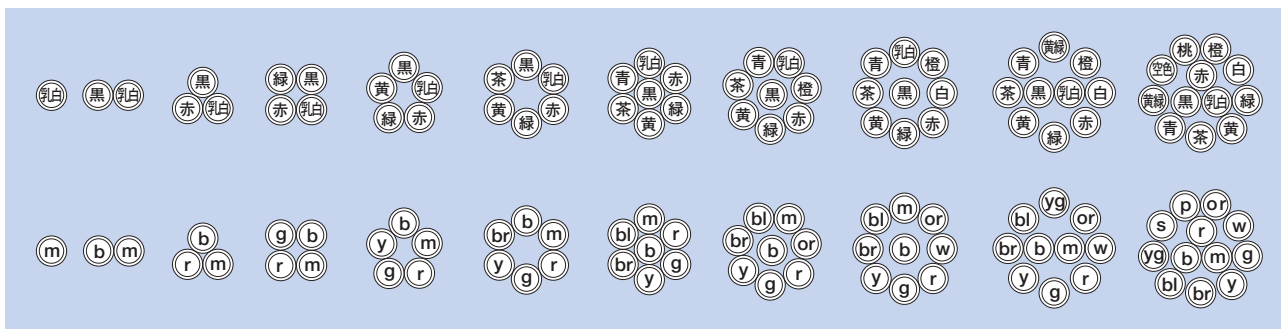 乳白
黒 乳白
黒
赤 乳白
緑 黒
赤 乳白
黒
黄 乳白
緑 赤
黒
茶 乳白
黄 赤
緑
乳白
青 赤
黒
茶 緑
黄
青 乳白
茶 黒 橙
黄 緑 赤
乳白
青 橙
茶 黒 白
黄 緑 赤
黄緑
青 橙
茶 黒 乳白 白
黄 赤
緑
桃 橙
空色 赤 白
黄緑 黒 乳白 緑
青 茶 黄
m
b m
b
r m
g b
r m
b
y m
g r
b
br m
y r
g
m
bl r
b
br g
y
bl m
br b or
y g r
m
bl or
br b w
y g r
yg
bl or
br b m w
y r
g
p or
s r w
yg b m g
bl br y